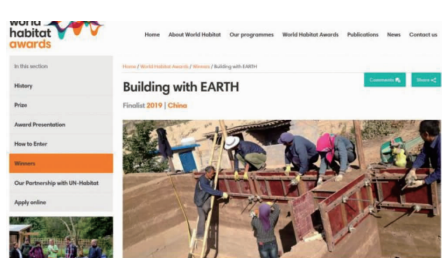 world
habitat
awards
Home About World Habitat Our programmes World Habitat Awards Publications News Contact us
In this section
History
Prize
Award Presentation
How to Enter
Winners
Our Partnership with UN-Habitat
Apply online
Home / World Habitat Awards / Winners / Building with EARTH
Comments
Share
Building with EARTH
Finalist 2019 | China